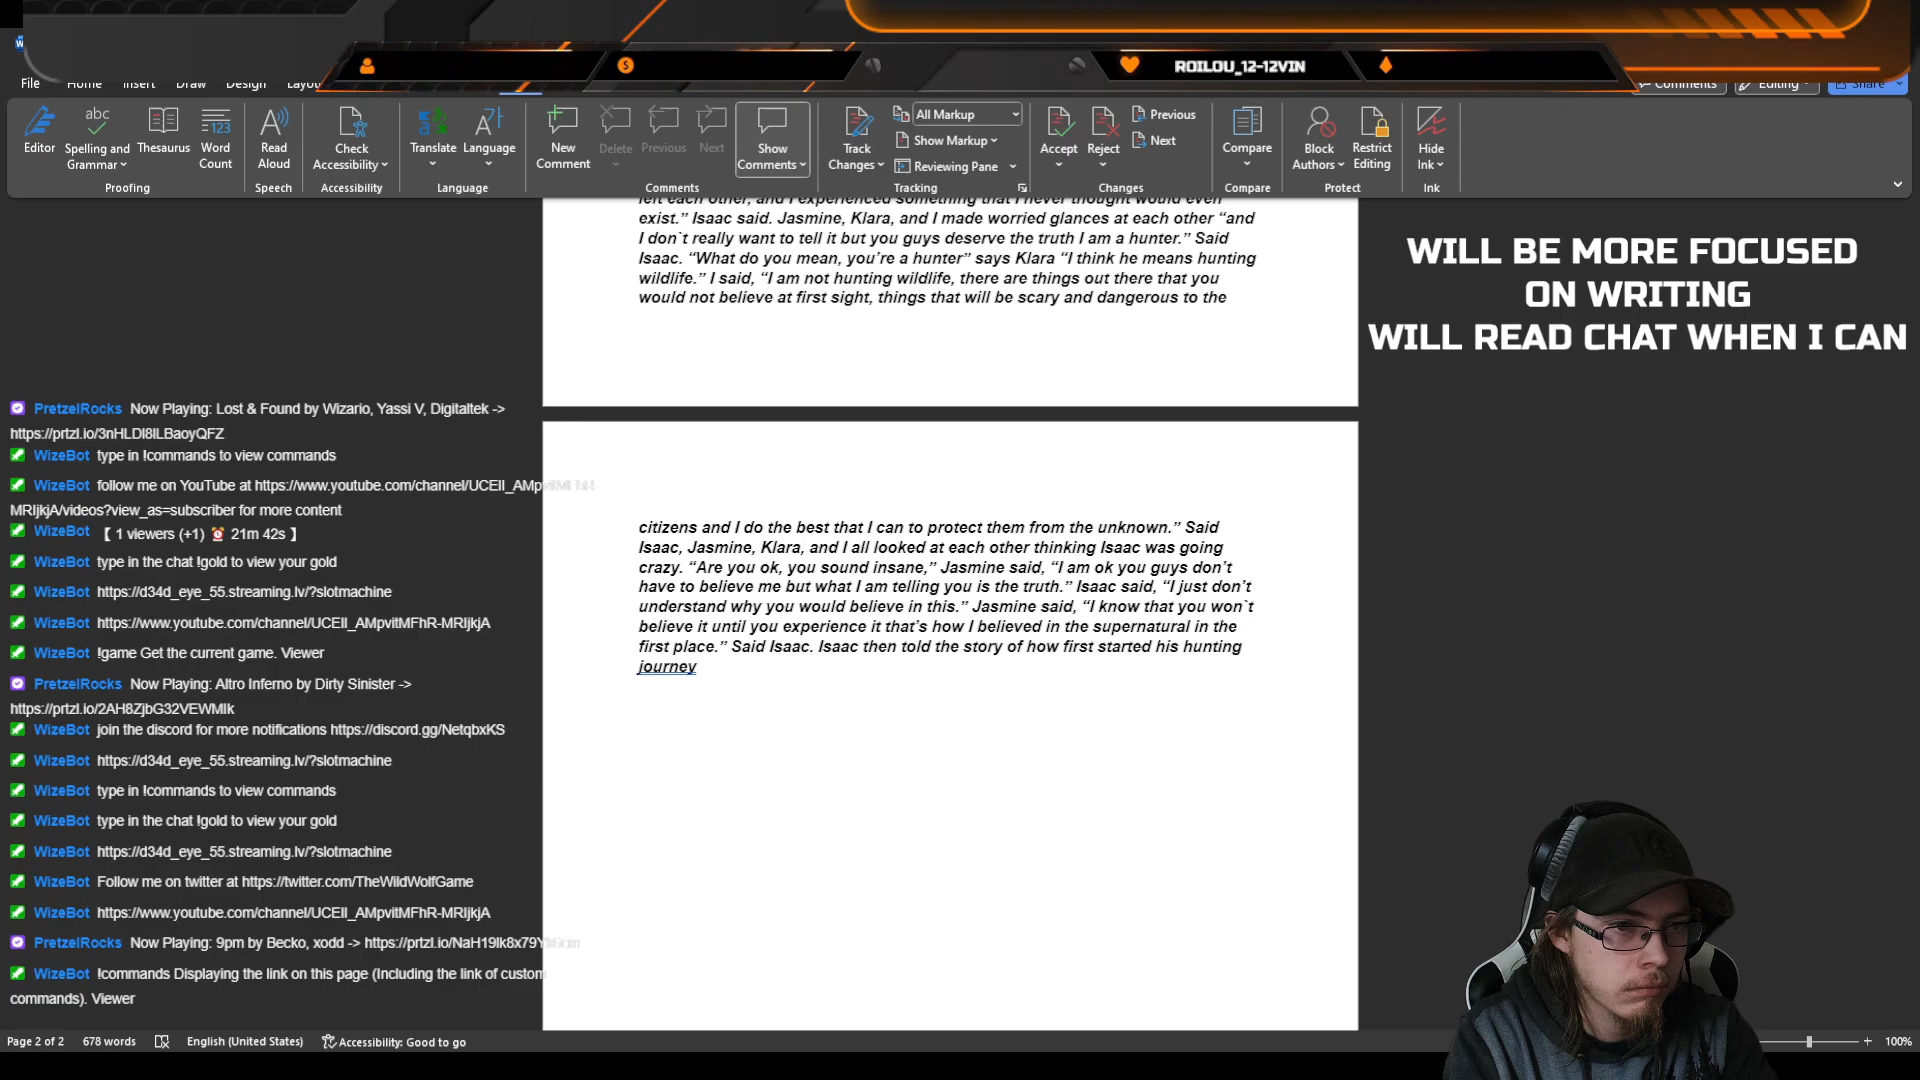 ROILOU_12-12VIN
File
Home
Insert
Draw
Design
Layou
Comments
Editing
Share
Editor
Spelling and Grammar
Thesaurus
Word Count
Read Aloud
Check Accessibility
Translate
Language
New Comment
Delete
Previous
Next
Show Comments
Track Changes
All Markup
Show Markup
Reviewing Pane
Accept
Reject
Previous
Next
Compare
Block Authors
Restrict Editing
Hide Ink
Proofing
Speech
Accessibility
Language
Comments
Tracking
Changes
Compare
Protect
Ink
left each other, and I experienced something that I never thought would even
exist.” Isaac said. Jasmine, Klara, and I made worried glances at each other “and
I don`t really want to tell it but you guys deserve the truth I am a hunter.” Said
Isaac. “What do you mean, you’re a hunter” says Klara “I think he means hunting
wildlife.” I said, “I am not hunting wildlife, there are things out there that you
would not believe at first sight, things that will be scary and dangerous to the
citizens and I do the best that I can to protect them from the unknown.” Said
Isaac, Jasmine, Klara, and I all looked at each other thinking Isaac was going
crazy. “Are you ok, you sound insane,” Jasmine said, “I am ok you guys don’t
have to believe me but what I am telling you is the truth.” Isaac said, “I just don’t
understand why you would believe in this.” Jasmine said, “I know that you won`t
believe it until you experience it that’s how I believed in the supernatural in the
first place.” Said Isaac. Isaac then told the story of how first started his hunting
journey
WILL BE MORE FOCUSED
ON WRITING
WILL READ CHAT WHEN I CAN
PretzelRocks Now Playing: Lost & Found by Wizario, Yassi V, Digitaltek ->
https://prtzl.io/3nHLDI8ILBaoyQFZ
WizeBot type in !commands to view commands
WizeBot follow me on YouTube at https://www.youtube.com/channel/UCEIl_AMpvitMFhR-
MRIjkjA/videos?view_as=subscriber for more content
WizeBot 【 1 viewers (+1) ⏰ 21m 42s 】
WizeBot type in the chat !gold to view your gold
WizeBot https://d34d_eye_55.streaming.lv/?slotmachine
WizeBot https://www.youtube.com/channel/UCEIl_AMpvitMFhR-MRIjkjA
WizeBot !game Get the current game. Viewer
PretzelRocks Now Playing: Altro Inferno by Dirty Sinister ->
https://prtzl.io/2AH8ZjbG32VEWMIk
WizeBot join the discord for more notifications https://discord.gg/NetqbxKS
WizeBot https://d34d_eye_55.streaming.lv/?slotmachine
WizeBot type in !commands to view commands
WizeBot type in the chat !gold to view your gold
WizeBot https://d34d_eye_55.streaming.lv/?slotmachine
WizeBot Follow me on twitter at https://twitter.com/TheWildWolfGame
WizeBot https://www.youtube.com/channel/UCEIl_AMpvitMFhR-MRIjkjA
PretzelRocks Now Playing: 9pm by Becko, xodd ->
WizeBot !commands Displaying the link on this page (Including the link of custom
commands). Viewer
Page 2 of 2
678 words
English (United States)
Accessibility: Good to go
100%